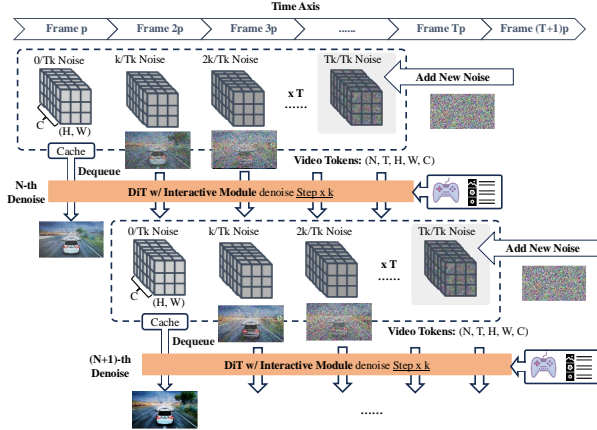 Time Axis
Frame p
Frame 2p
Frame 3p
......
Frame Tp
Frame (T+1)p
0/Tk Noise
k/Tk Noise
2k/Tk Noise
Tk/Tk Noise
x T
......
Add New Noise
C
(H, W)
Cache
Dequeue
Video Tokens: (N, T, H, W, C)
N-th
Denoise
DiT w/ Interactive Module denoise Step x k
0/Tk Noise
k/Tk Noise
2k/Tk Noise
Tk/Tk Noise
x T
......
Add New Noise
C
(H, W)
Cache
Dequeue
Video Tokens: (N, T, H, W, C)
(N+1)-th
Denoise
DiT w/ Interactive Module denoise Step x k
......